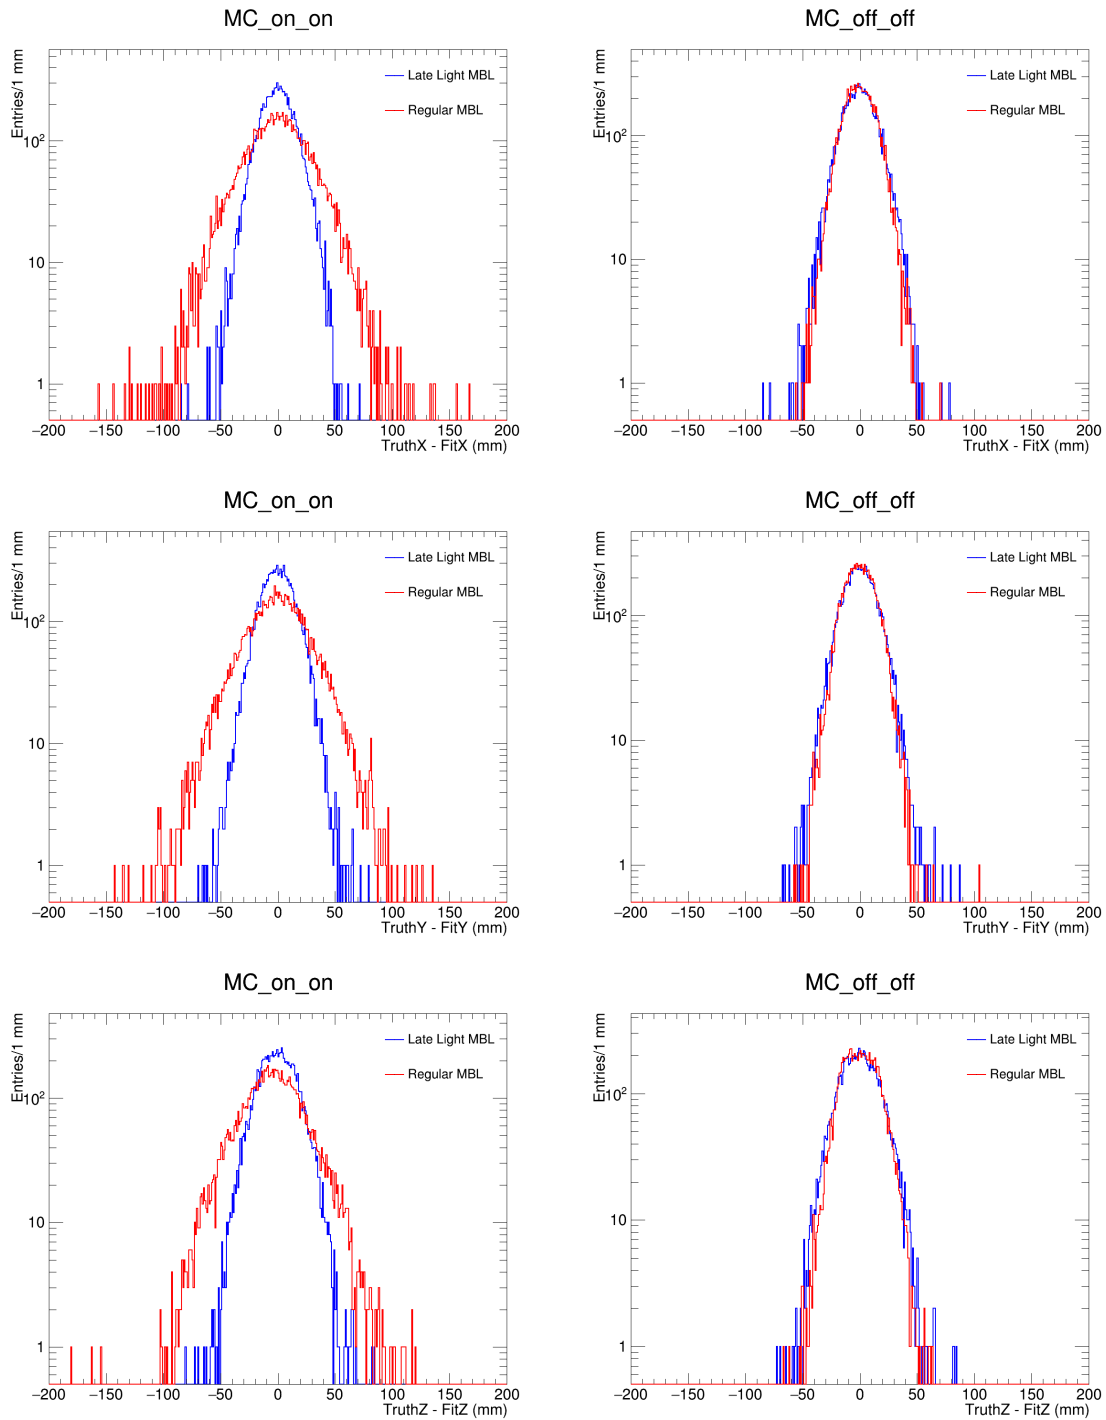 MC_on_on
Entries/1 mm
Late Light MBL
Regular MBL
10²
10
1
−200 −150 −100 −50 0 50 100 150 200
TruthX - FitX (mm)
MC_off_off
Entries/1 mm
Late Light MBL
Regular MBL
10²
10
1
−200 −150 −100 −50 0 50 100 150 200
TruthX - FitX (mm)
MC_on_on
Entries/1 mm
Late Light MBL
Regular MBL
10²
10
1
−200 −150 −100 −50 0 50 100 150 200
TruthY - FitY (mm)
MC_off_off
Entries/1 mm
Late Light MBL
Regular MBL
10²
10
1
−200 −150 −100 −50 0 50 100 150 200
TruthY - FitY (mm)
MC_on_on
Entries/1 mm
Late Light MBL
Regular MBL
10²
10
1
−200 −150 −100 −50 0 50 100 150 200
TruthZ - FitZ (mm)
MC_off_off
Entries/1 mm
Late Light MBL
Regular MBL
10²
10
1
−200 −150 −100 −50 0 50 100 150 200
TruthZ - FitZ (mm)